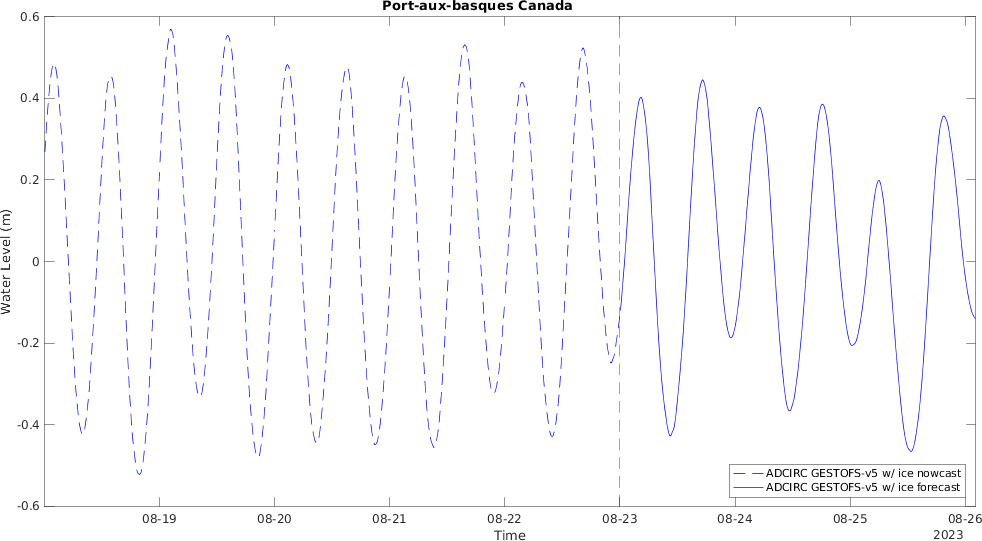 Port-aux-basques Canada
0.6
0.4
0.2
0
-0.2
-0.4
-0.6
Water Level (m)
ADCIRC GESTOFS-v5 w/ ice nowcast
ADCIRC GESTOFS-v5 w/ ice forecast
08-19 08-20 08-21 08-22 08-23 08-24 08-25 08-26
Time
2023